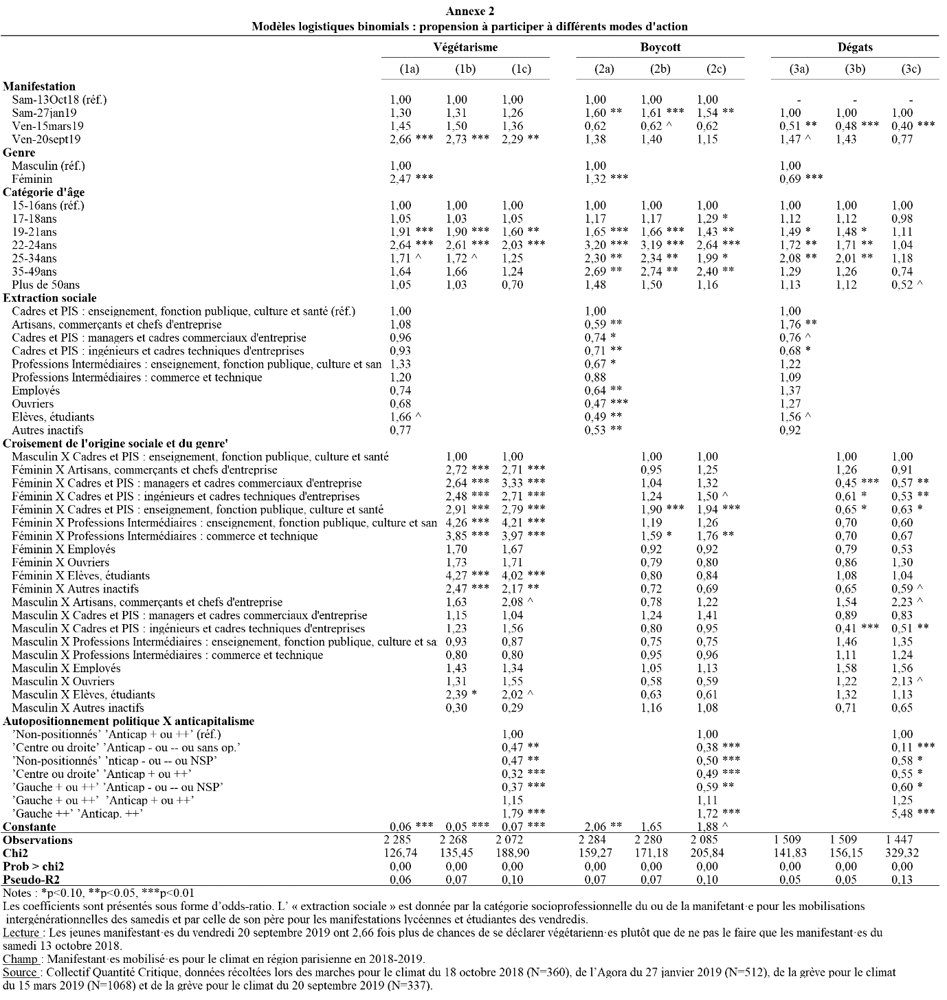 Annexe 2
Modèles logistiques binomials : propension à participer à différents modes d'action
Végétarisme Boycott Dégats
(1a) (1b) (1c) (2a) (2b) (2c) (3a) (3b) (3c)
Manifestation
Sam-13Oct18 (réf.) 1,00 1,00 1,00 1,00 1,00 1,00 - - -
Sam-27jan19 1,30 1,31 1,26 1,60 ** 1,61 *** 1,54 ** 1,00 1,00 1,00
Ven-15mars19 1,45 1,50 1,36 0,62 0,62 ^ 0,62 0,51 ** 0,48 *** 0,40 ***
Ven-20sept19 2,66 *** 2,73 *** 2,29 ** 1,38 1,40 1,15 1,47 ^ 1,43 0,77
Genre
Masculin (réf.) 1,00 1,00 1,00
Féminin 2,47 *** 1,32 *** 0,69 ***
Catégorie d'âge
15-16ans (réf.) 1,00 1,00 1,00 1,00 1,00 1,00 1,00 1,00 1,00
17-18ans 1,05 1,03 1,05 1,17 1,17 1,29 * 1,12 1,12 0,98
19-21ans 1,91 *** 1,90 *** 1,60 ** 1,65 *** 1,66 *** 1,43 ** 1,49 * 1,48 * 1,11
22-24ans 2,64 *** 2,61 *** 2,03 *** 3,20 *** 3,19 *** 2,64 *** 1,72 ** 1,71 ** 1,04
25-34ans 1,71 ^ 1,72 ^ 1,25 2,30 ** 2,34 ** 1,99 * 2,08 ** 2,01 ** 1,18
35-49ans 1,64 1,66 1,24 2,69 ** 2,74 ** 2,40 ** 1,29 1,26 0,74
Plus de 50ans 1,05 1,03 0,70 1,48 1,50 1,16 1,13 1,12 0,52 ^
Extraction sociale
Cadres et PIS : enseignement, fonction publique, culture et santé (réf.) 1,00 1,00 1,00
Artisans, commerçants et chefs d'entreprise 1,08 0,59 ** 1,76 **
Cadres et PIS : managers et cadres commerciaux d'entreprise 0,96 0,74 * 0,76 ^
Cadres et PIS : ingénieurs et cadres techniques d'entreprises 0,93 0,71 ** 0,68 *
Professions Intermédiaires : enseignement, fonction publique, culture et san 1,33 0,67 * 1,22
Professions Intermédiaires : commerce et technique 1,20 0,88 1,09
Employés 0,74 0,64 ** 1,37
Ouvriers 0,68 0,47 *** 1,27
Elèves, étudiants 1,66 ^ 0,49 ** 1,56 ^
Autres inactifs 0,77 0,53 ** 0,92
Croisement de l'origine sociale et du genre'
Masculin X Cadres et PIS : enseignement, fonction publique, culture et santé 1,00 1,00 1,00 1,00 1,00 1,00
Féminin X Artisans, commerçants et chefs d'entreprise 2,72 *** 2,71 *** 0,95 1,25 1,26 0,91
Féminin X Cadres et PIS : managers et cadres commerciaux d'entreprise 2,64 *** 3,33 *** 1,04 1,32 0,45 *** 0,57 **
Féminin X Cadres et PIS : ingénieurs et cadres techniques d'entreprises 2,48 *** 2,71 *** 1,24 1,50 ^ 0,61 * 0,53 **
Féminin X Cadres et PIS : enseignement, fonction publique, culture et santé 2,91 *** 2,79 *** 1,90 *** 1,94 *** 0,65 * 0,63 *
Féminin X Professions Intermédiaires : enseignement, fonction publique, culture et san 4,26 *** 4,21 *** 1,19 1,26 0,70 0,60
Féminin X Professions Intermédiaires : commerce et technique 3,85 *** 3,97 *** 1,59 * 1,76 ** 0,70 0,67
Féminin X Employés 1,70 1,67 0,92 0,92 0,79 0,53
Féminin X Ouvriers 1,73 1,71 0,79 0,80 0,86 1,30
Féminin X Elèves, étudiants 4,27 *** 4,02 *** 0,80 0,84 1,08 1,04
Féminin X Autres inactifs 2,47 *** 2,17 ** 0,72 0,69 0,65 0,59 ^
Masculin X Artisans, commerçants et chefs d'entreprise 1,63 2,08 ^ 0,78 1,22 1,54 2,23 ^
Masculin X Cadres et PIS : managers et cadres commerciaux d'entreprise 1,15 1,04 1,24 1,41 0,89 0,83
Masculin X Cadres et PIS : ingénieurs et cadres techniques d'entreprises 1,23 1,56 0,80 0,95 0,41 *** 0,51 **
Masculin X Professions Intermédiaires : enseignement, fonction publique, culture et sa 0,93 0,87 0,75 0,75 1,46 1,35
Masculin X Professions Intermédiaires : commerce et technique 0,80 0,80 0,95 0,96 1,11 1,24
Masculin X Employés 1,43 1,34 1,05 1,13 1,58 1,56
Masculin X Ouvriers 1,31 1,55 0,58 0,59 1,22 2,13 ^
Masculin X Elèves, étudiants 2,39 * 2,02 ^ 0,63 0,61 1,32 1,13
Masculin X Autres inactifs 0,30 0,29 1,16 1,08 0,71 0,65
Autopositionnement politique X anticapitalisme
’Non-positionnés’ ’Anticap + ou ++’ (réf.) 1,00 1,00 1,00
’Centre ou droite’ ’Anticap - ou -- ou sans op.’ 0,47 ** 0,38 *** 0,11 ***
’Non-positionnés’ ’nticap - ou -- ou NSP’ 0,47 ** 0,50 *** 0,58 *
’Centre ou droite’ ’Anticap + ou ++’ 0,32 *** 0,49 *** 0,55 *
’Gauche + ou ++’ ’Anticap - ou -- ou NSP’ 0,37 *** 0,59 ** 0,60 *
’Gauche + ou ++’ ’Anticap + ou ++’ 1,15 1,11 1,25
’Gauche ++’ ’Anticap. ++’ 1,79 *** 1,72 *** 5,48 ***
Constante 0,06 *** 0,05 *** 0,07 *** 2,06 ** 1,65 1,88 ^
Observations 2 285 2 268 2 072 2 284 2 280 2 085 1 509 1 509 1 447
Chi2 126,74 135,45 188,90 159,27 171,18 205,84 141,83 156,15 329,32
Prob > chi2 0,00 0,00 0,00 0,00 0,00 0,00 0,00 0,00 0,00
Pseudo-R2 0,06 0,07 0,10 0,07 0,07 0,10 0,05 0,05 0,13
Notes : *p<0.10, **p<0.05, ***p<0.01
Les coefficients sont présentés sous forme d’odds-ratio. L’ « extraction sociale » est donnée par la catégorie socioprofessionnelle du ou de la manifetant·e pour les mobilisations
intergénérationnelles des samedis et par celle de son père pour les manifestations lycéennes et étudiantes des vendredis.
Lecture : Les jeunes manifestant·es du vendredi 20 septembre 2019 ont 2,66 fois plus de chances de se déclarer végétarienn·es plutôt que de ne pas le faire que les manifestant·es du
samedi 13 octobre 2018.
Champ : Manifestant·es mobilisé·es pour le climat en région parisienne en 2018-2019.
Source : Collectif Quantité Critique, données récoltées lors des marches pour le climat du 18 octobre 2018 (N=360), de l’Agora du 27 janvier 2019 (N=512), de la grève pour le climat
du 15 mars 2019 (N=1068) et de la grève pour le climat du 20 septembre 2019 (N=337).